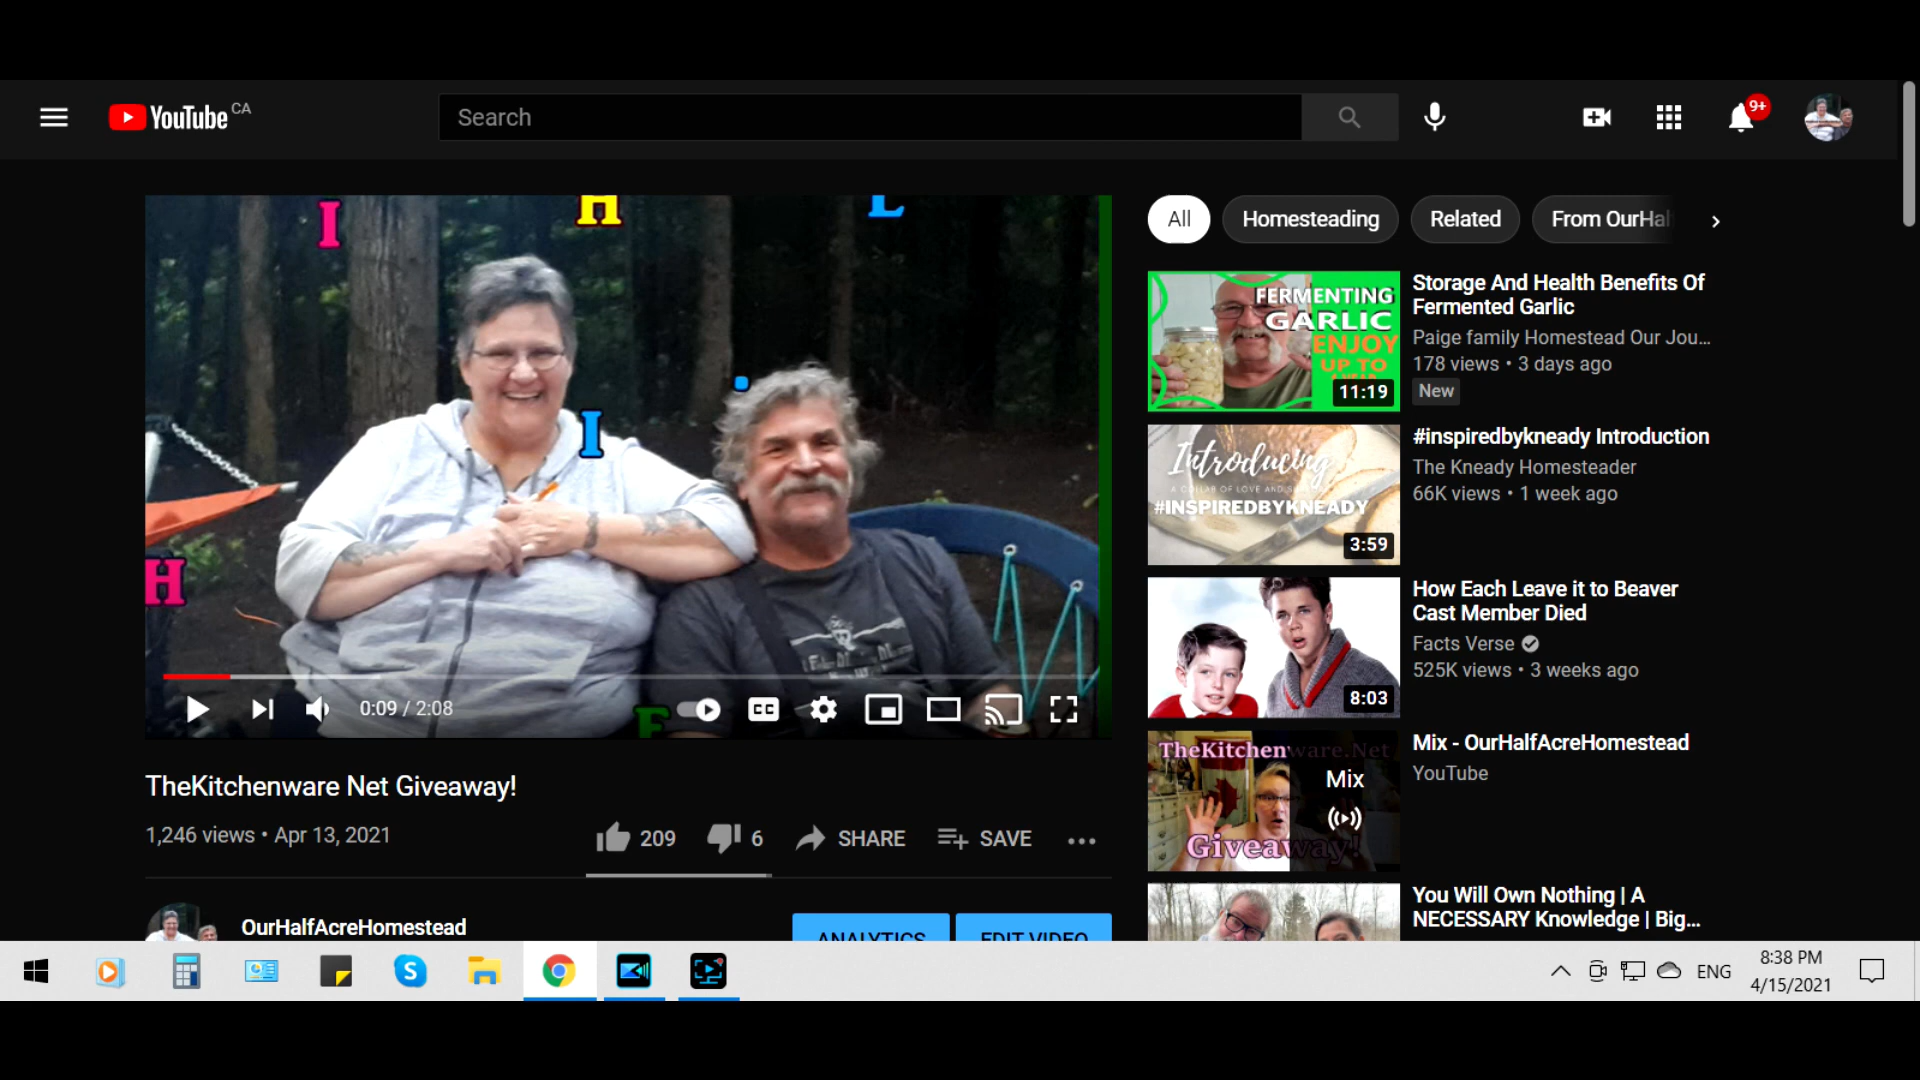 YouTube CA
Search
9+
I
H
L
I
H
F
0:09 / 2:08
CC
TheKitchenware Net Giveaway!
1,246 views • Apr 13, 2021
209
6
SHARE
SAVE
OurHalfAcreHomestead
ANALYTICS
EDIT VIDEO
All
Homesteading
Related
From OurHal
FERMENTING
GARLIC
ENJOY
UP TO
11:19
Storage And Health Benefits Of
Fermented Garlic
Paige family Homestead Our Jou...
178 views • 3 days ago
New
Introducing
#INSPIREDBYKNEADY
3:59
#inspiredbykneady Introduction
The Kneady Homesteader
66K views • 1 week ago
8:03
How Each Leave it to Beaver
Cast Member Died
Facts Verse
525K views • 3 weeks ago
TheKitchenware.Net
Mix
Giveaway!
Mix - OurHalfAcreHomestead
YouTube
You Will Own Nothing | A
NECESSARY Knowledge | Big...
S
ENG
8:38 PM
4/15/2021